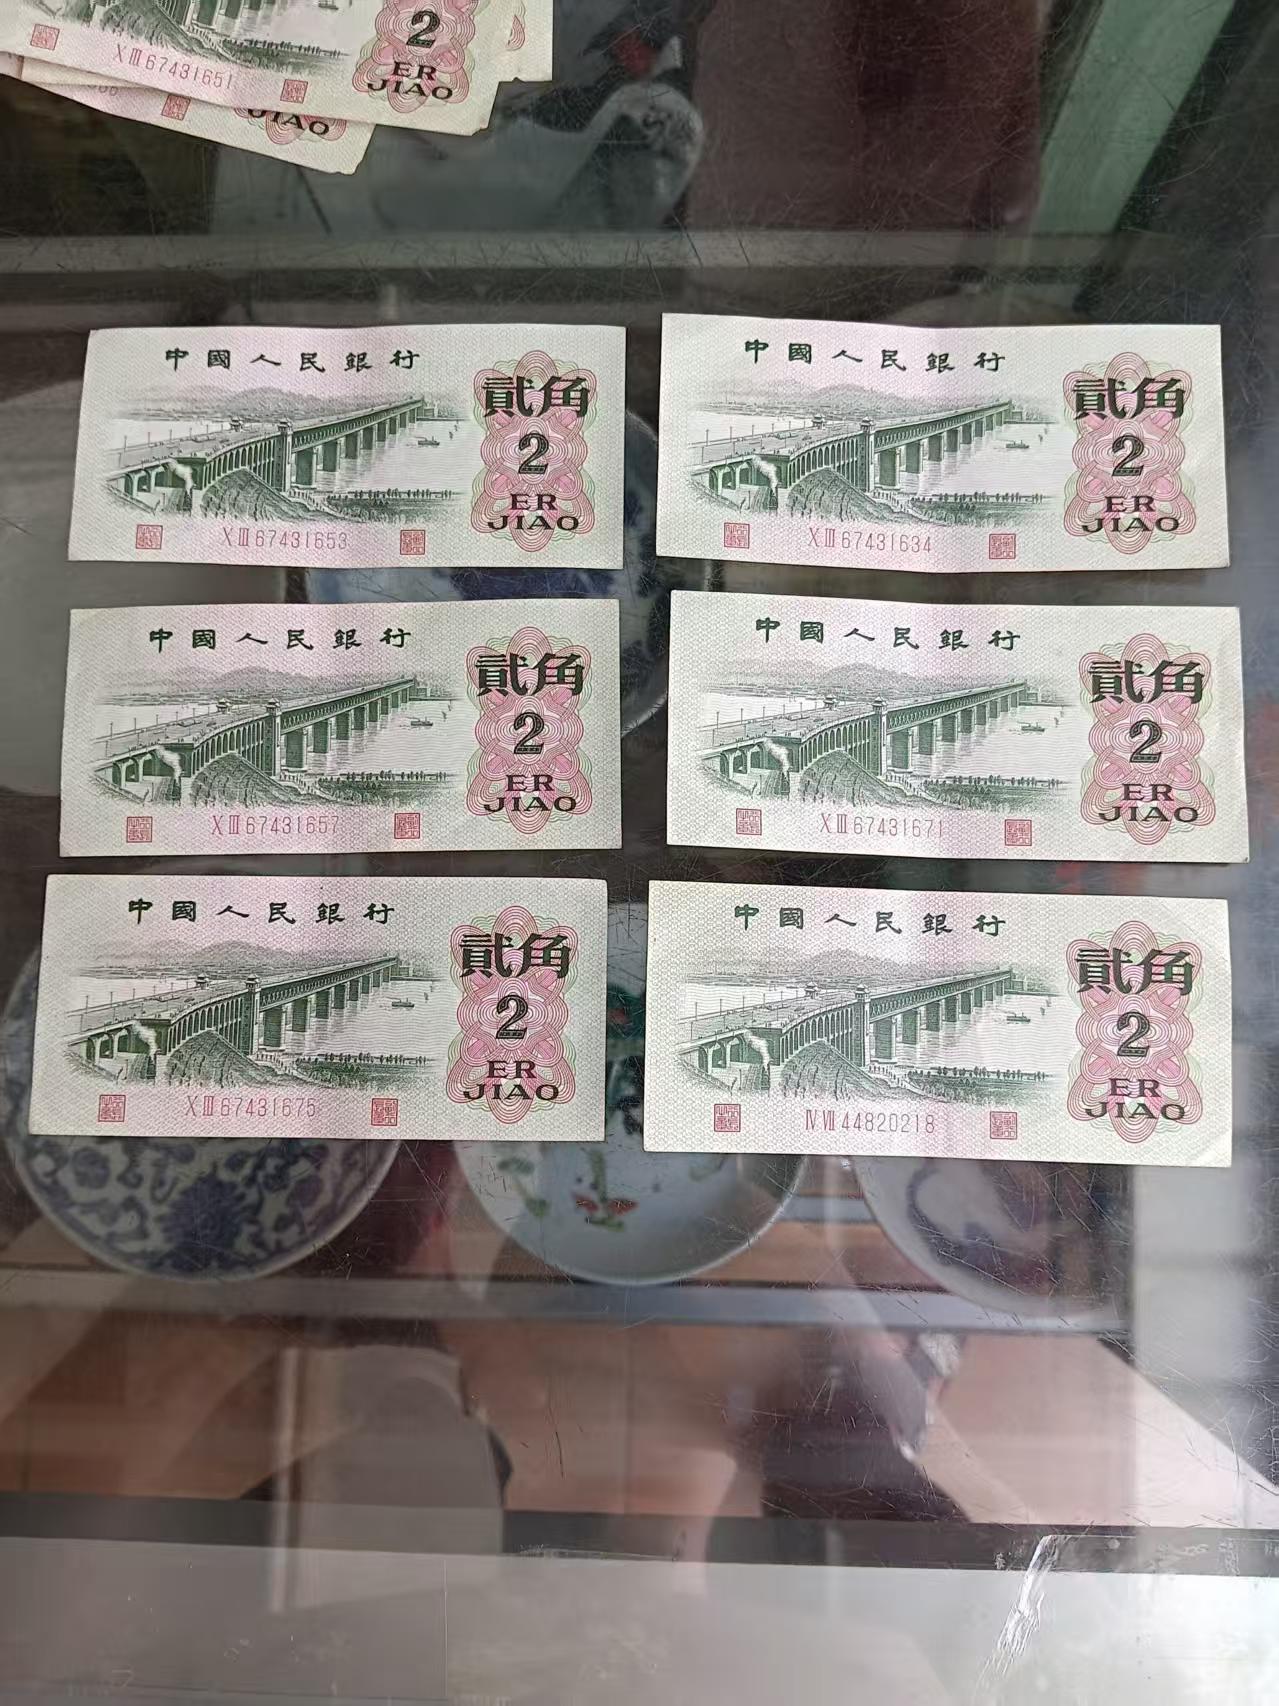 2
ER
JIAO
X III 67431651
JIAO
中國人民銀行
貳角
2
ER
JIAO
X III 67431653
中國人民銀行
貳角
2
ER
JIAO
X III 67431634
中國人民銀行
貳角
2
ER
JIAO
X III 67431657
中國人民銀行
貳角
2
ER
JIAO
X III 67431671
中國人民銀行
貳角
2
ER
JIAO
X III 67431675
中國人民銀行
貳角
2
ER
JIAO
IV VII 44820218